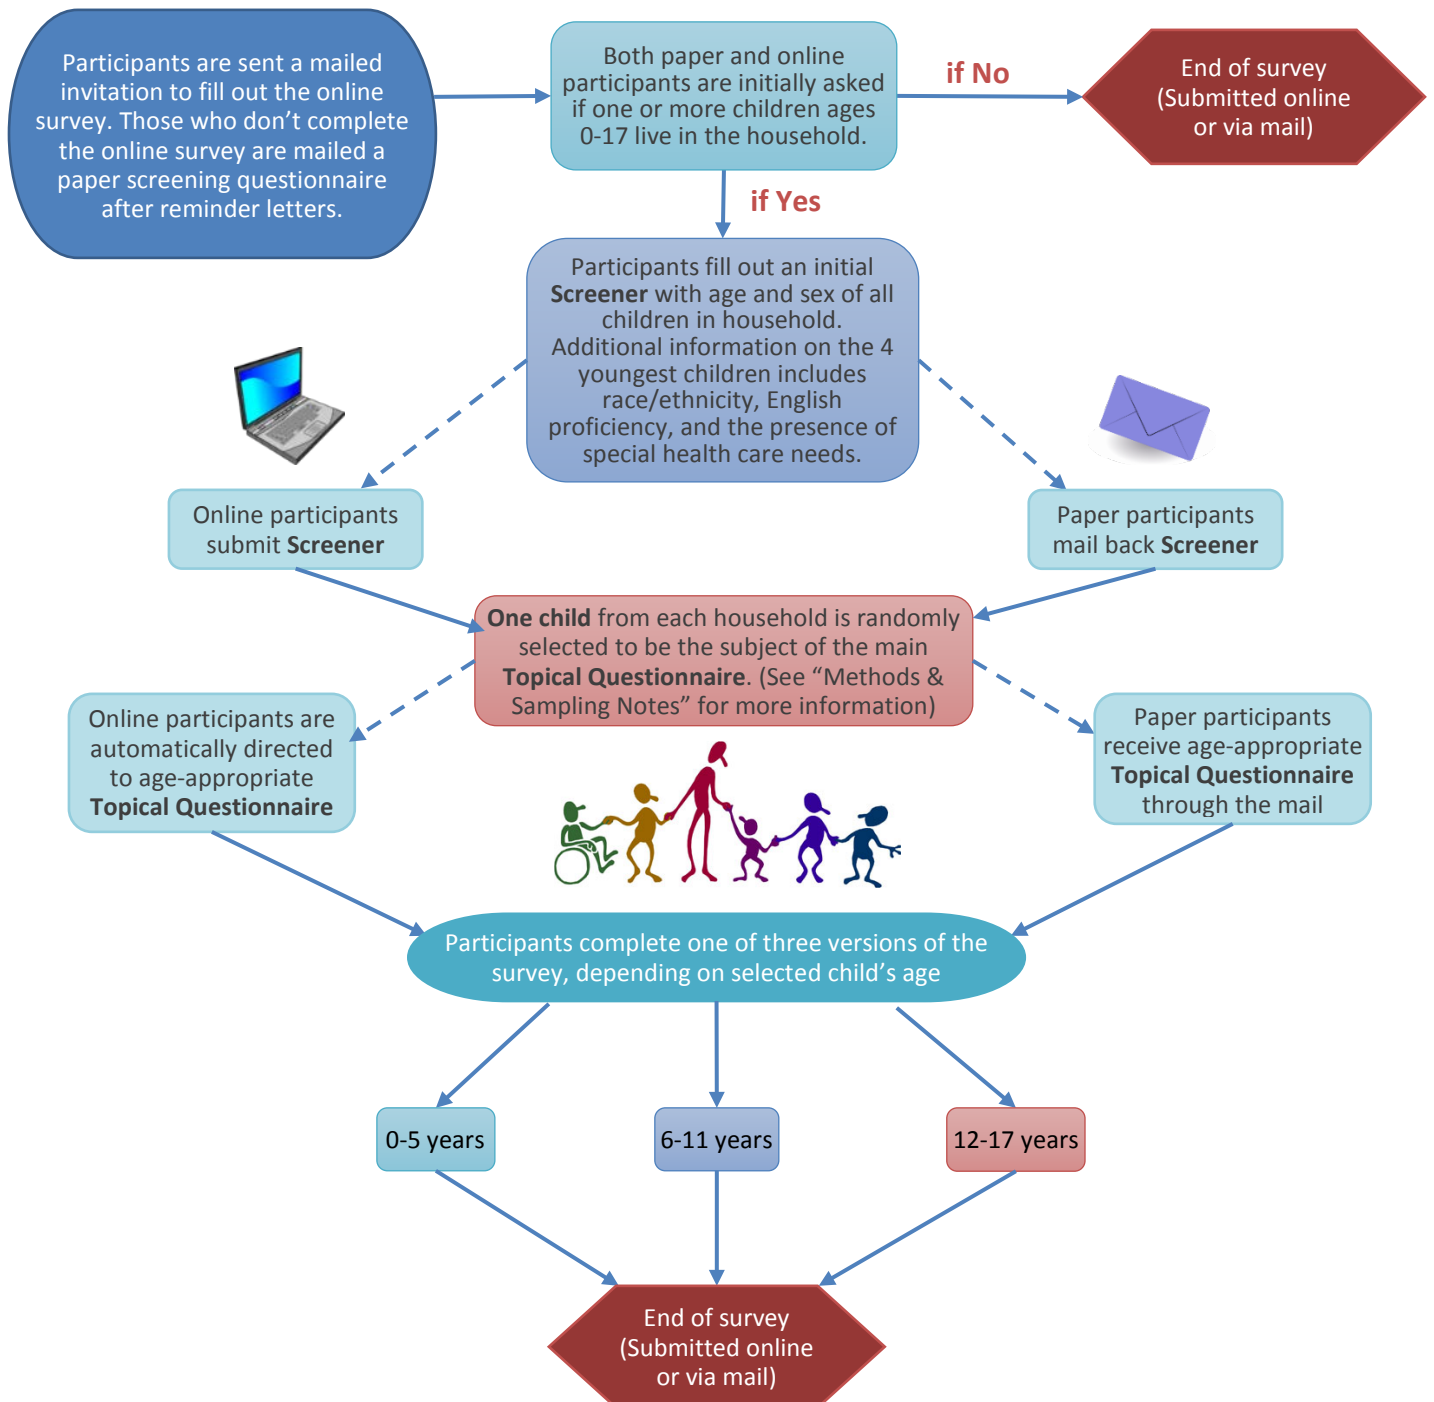 Participants are sent a mailed
invitation to fill out the online
survey. Those who don’t complete
the online survey are mailed a
paper screening questionnaire
after reminder letters.
Both paper and online
participants are initially asked
if one or more children ages
0-17 live in the household.
if No
End of survey
(Submitted online
or via mail)
if Yes
Participants fill out an initial
Screener with age and sex of all
children in household.
Additional information on the 4
youngest children includes
race/ethnicity, English
proficiency, and the presence of
special health care needs.
Online participants
submit Screener
Paper participants
mail back Screener
One child from each household is randomly
selected to be the subject of the main
Topical Questionnaire. (See “Methods &
Sampling Notes” for more information)
Online participants are
automatically directed
to age-appropriate
Topical Questionnaire
Paper participants
receive age-appropriate
Topical Questionnaire
through the mail
Participants complete one of three versions of the
survey, depending on selected child’s age
0-5 years
6-11 years
12-17 years
End of survey
(Submitted online
or via mail)